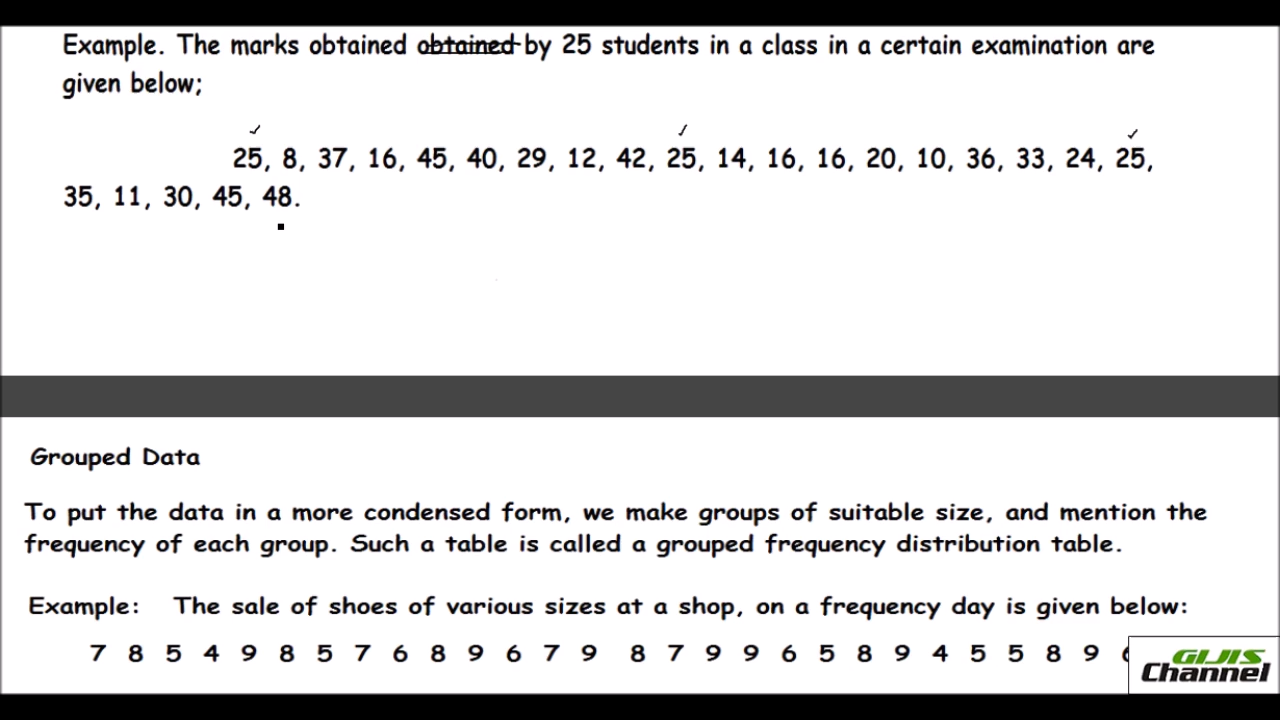 Example. The marks obtained obtained by 25 students in a class in a certain examination are
given below;
25, 8, 37, 16, 45, 40, 29, 12, 42, 25, 14, 16, 16, 20, 10, 36, 33, 24, 25,
35, 11, 30, 45, 48.
Grouped Data
To put the data in a more condensed form, we make groups of suitable size, and mention the
frequency of each group. Such a table is called a grouped frequency distribution table.
Example: The sale of shoes of various sizes at a shop, on a frequency day is given below:
7 8 5 4 9 8 5 7 6 8 9 6 7 9 8 7 9 9 6 5 8 9 4 5 5 8 9
GIJIS
Channel